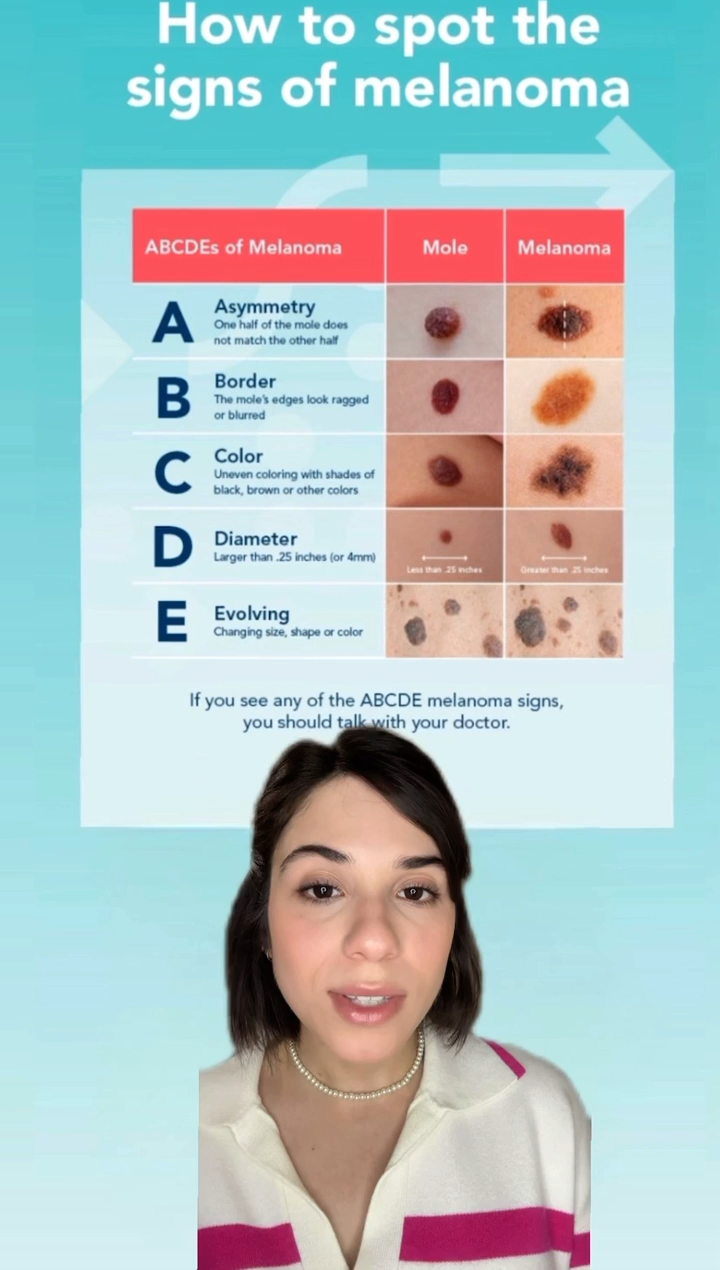 How to spot the
signs of melanoma
ABCDEs of Melanoma
Mole
Melanoma
A
Asymmetry
One half of the mole does
not match the other half
B
Border
The mole's edges look ragged
or blurred
C
Color
Uneven coloring with shades of
black, brown or other colors
D
Diameter
Larger than .25 inches (or 4mm)
Less than .25 inches
Greater than .25 inches
E
Evolving
Changing size, shape or color
If you see any of the ABCDE melanoma signs,
you should talk with your doctor.